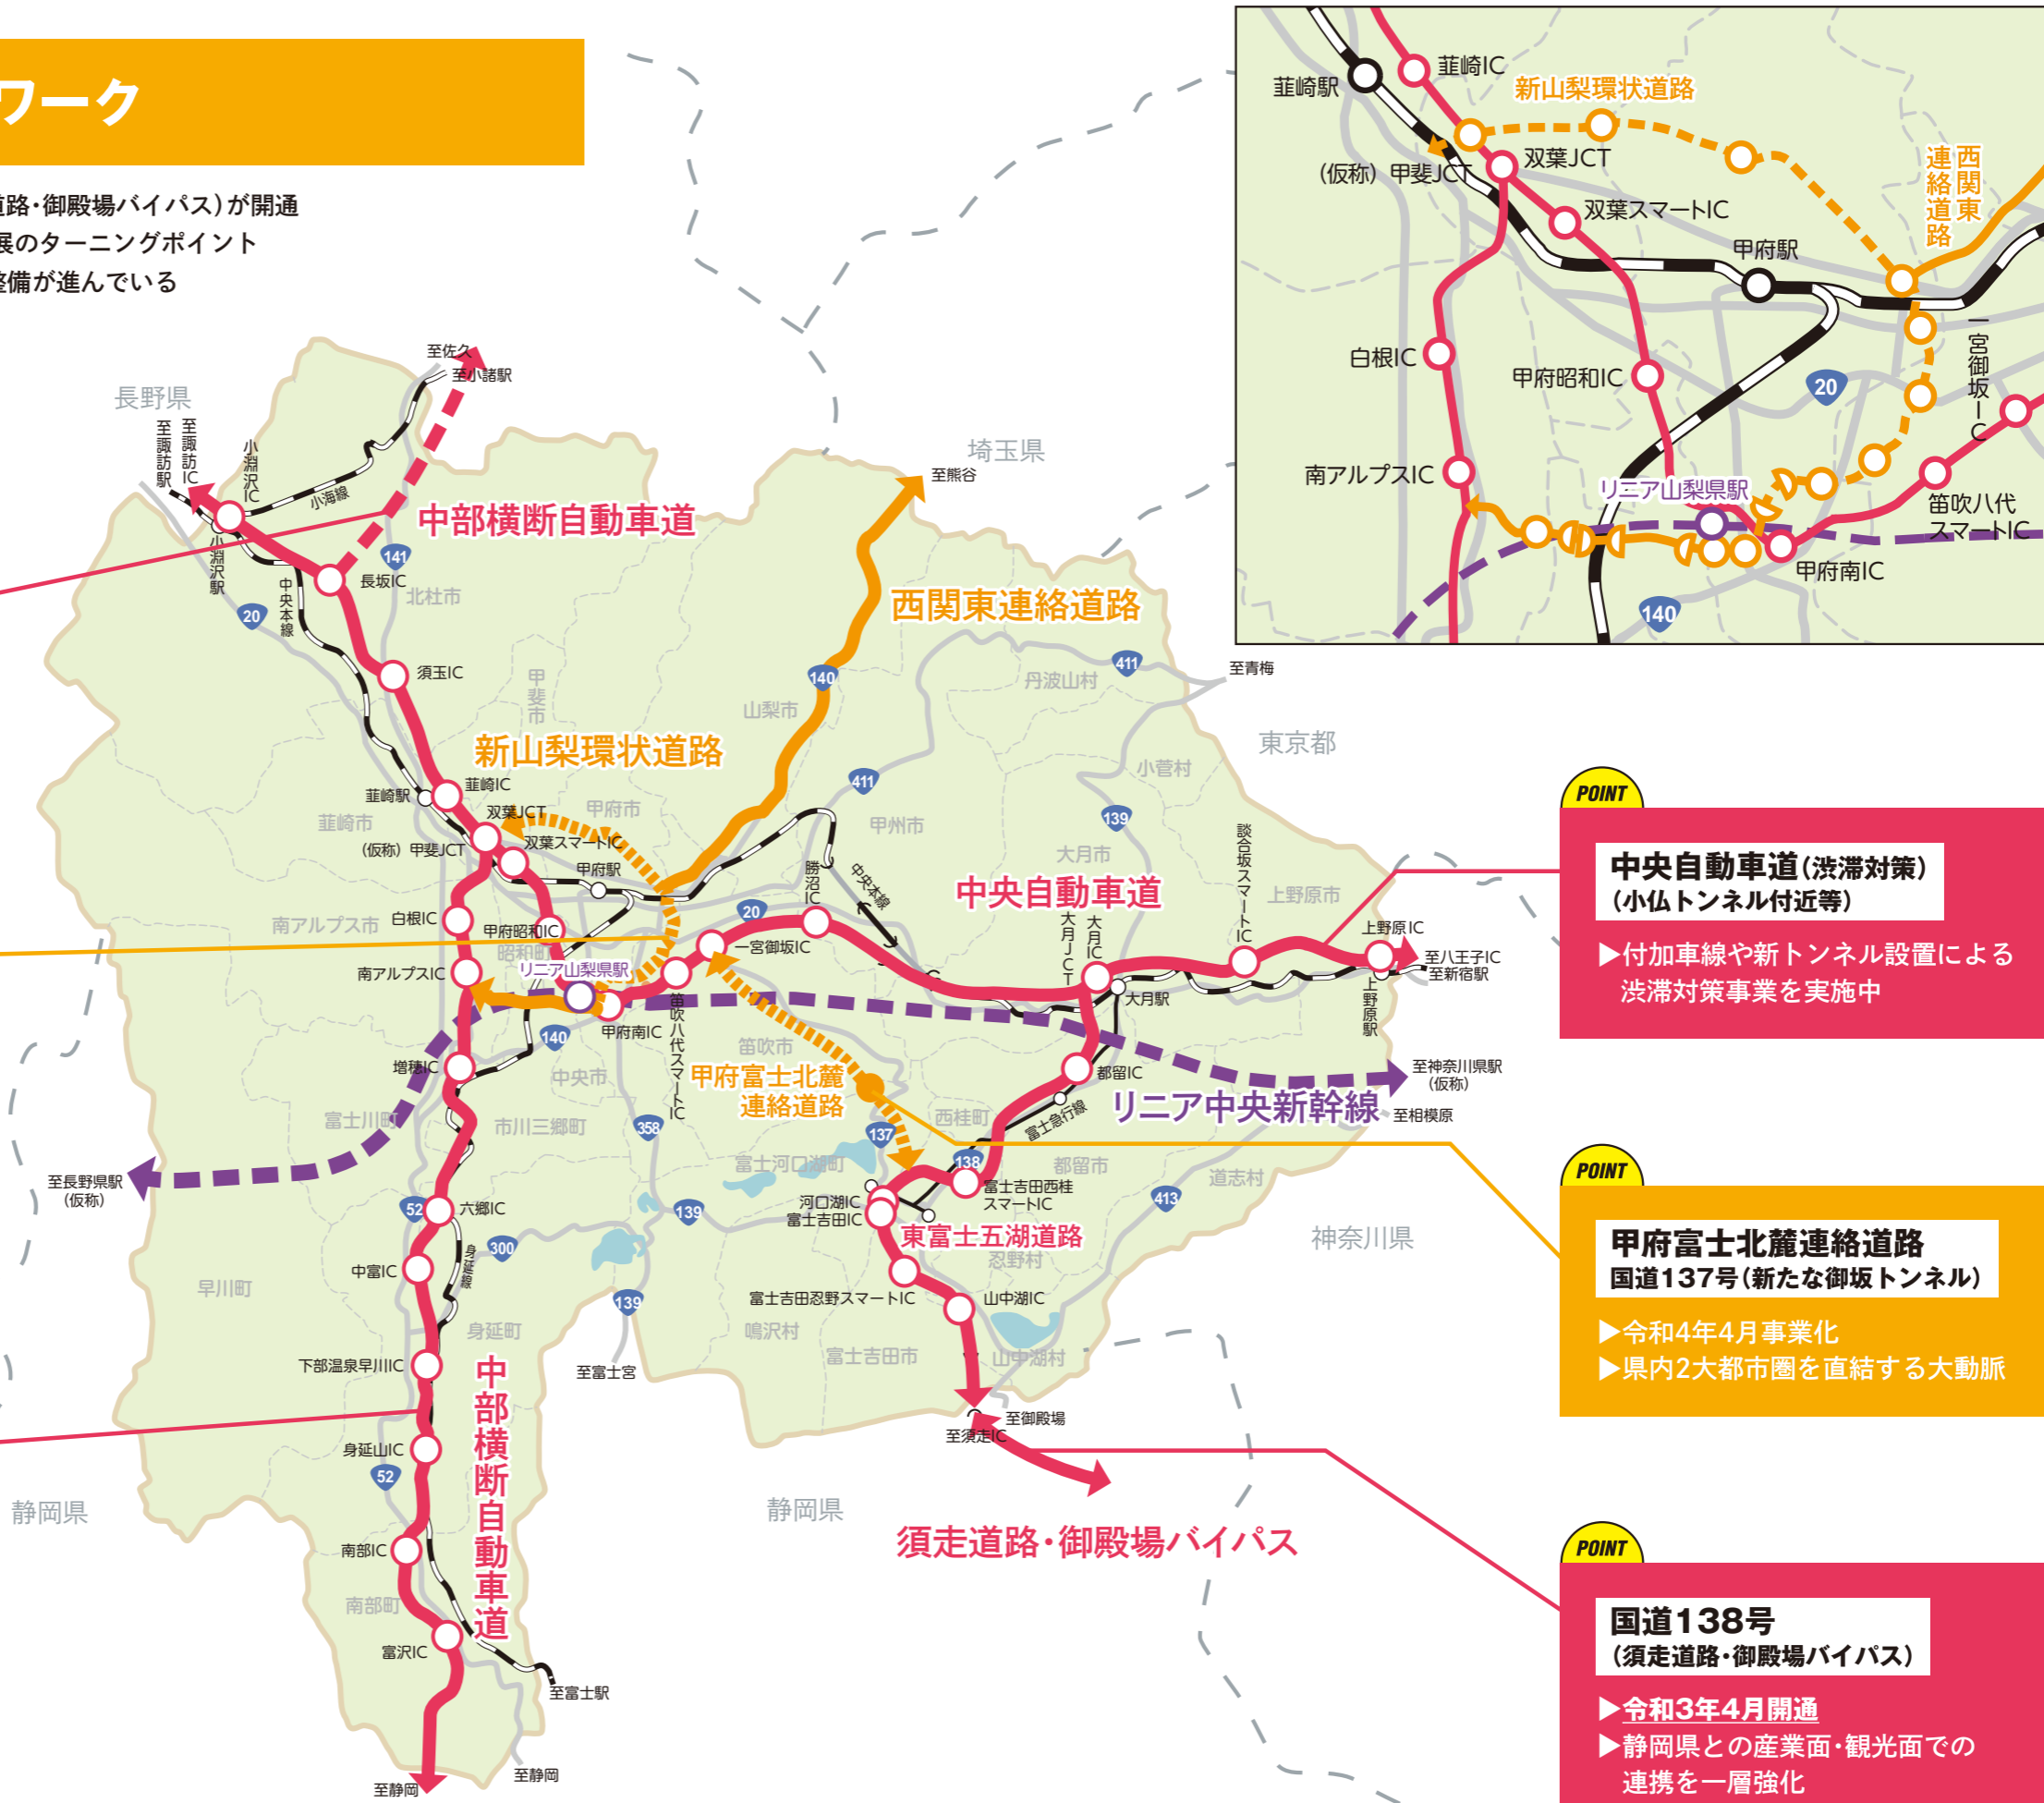 ワーク
道路・御殿場バイパス)が開通
展のターニングポイント
整備が進んでいる
韮崎駅
韮崎IC
新山梨環状道路
(仮称) 甲斐JCT
双葉JCT
双葉スマートIC
西関東
連絡道路
甲府駅
白根IC
甲府昭和IC
20
一宮御坂IC
南アルプスIC
リニア山梨県駅
笛吹八代
スマートIC
甲府南IC
140
長野県
至佐久
至小諸駅
至諏訪駅
至諏訪IC
小淵沢IC
小海線
小淵沢駅
中央本線
長坂IC
141
北杜市
20
中部横断自動車道
埼玉県
至熊谷
西関東連絡道路
須玉IC
甲斐市
山梨市
140
丹波山村
411
至青梅
東京都
新山梨環状道路
韮崎駅
韮崎IC
双葉JCT
甲府市
411
小菅村
韮崎市
(仮称) 甲斐JCT
双葉スマートIC
甲府駅
甲州市
139
大月市
談合坂スマートIC
勝沼IC
中央本線
中央自動車道
上野原市
南アルプス市
白根IC
甲府昭和IC
昭和町
20
一宮御坂IC
大月JCT
大月IC
上野原IC
至八王子IC
至新宿駅
上野原駅
南アルプスIC
リニア山梨県駅
大月駅
甲府南IC
笛吹八代スマートIC
140
笛吹市
増穂IC
中央市
甲府富士北麓
連絡道路
都留IC
至神奈川県駅
(仮称)
リニア中央新幹線
至相模原
富士川町
市川三郷町
358
137
西桂町
富士急行線
138
都留市
道志村
413
至長野県駅
(仮称)
富士河口湖町
河口湖IC
富士吉田IC
富士吉田西桂
スマートIC
52
六郷IC
139
300
東富士五湖道路
忍野村
神奈川県
中富IC
身延線
早川町
139
富士吉田忍野スマートIC
山中湖IC
鳴沢村
身延町
富士吉田市
山中湖村
下部温泉早川IC
至富士宮
中部横断自動車道
至御殿場
至須走IC
身延山IC
52
静岡県
静岡県
須走道路・御殿場バイパス
南部IC
南部町
富沢IC
至富士駅
至静岡
至静岡
POINT
中央自動車道(渋滞対策)
(小仏トンネル付近等)
▶付加車線や新トンネル設置による
渋滞対策事業を実施中
POINT
甲府富士北麓連絡道路
国道137号(新たな御坂トンネル)
▶令和4年4月事業化
▶県内2大都市圏を直結する大動脈
POINT
国道138号
(須走道路・御殿場バイパス)
▶令和3年4月開通
▶静岡県との産業面・観光面での
連携を一層強化